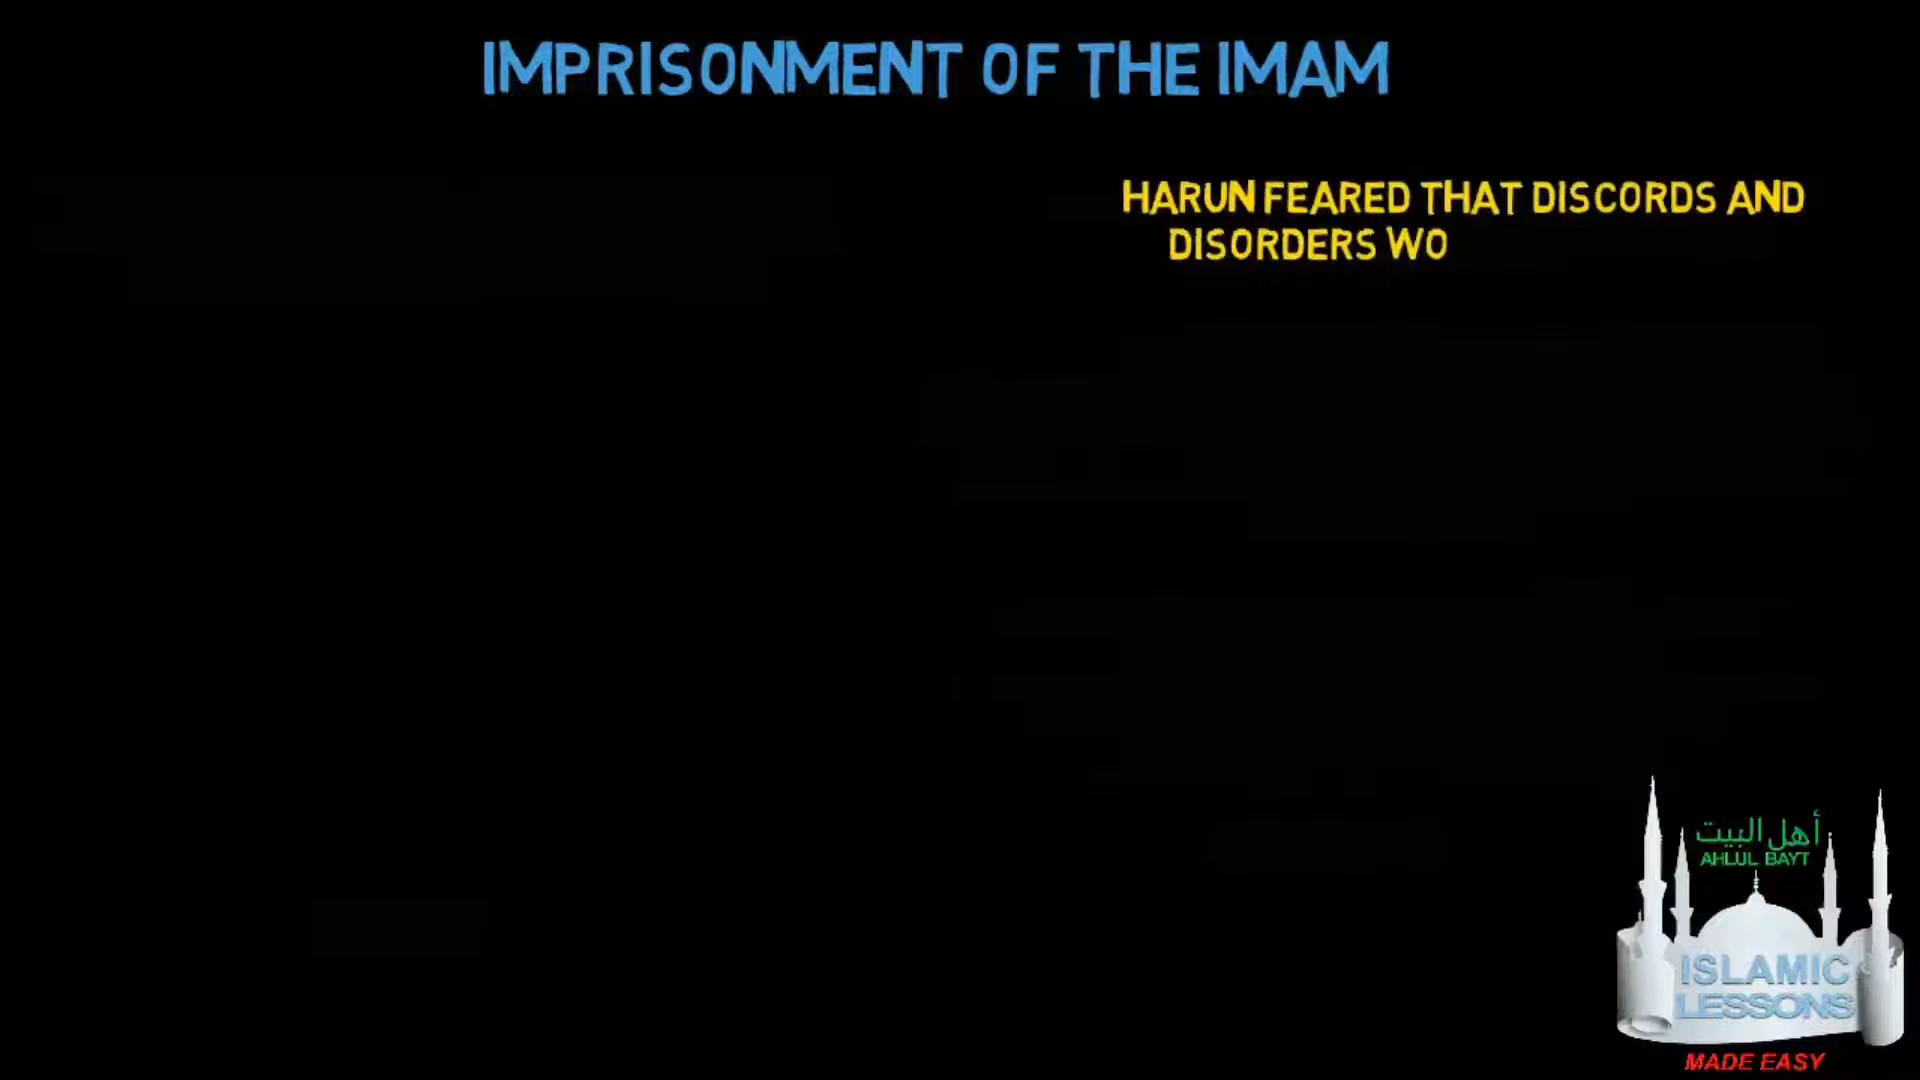 IMPRISONMENT OF THE IMAM
HARUN FEARED THAT DISCORDS AND
DISORDERS WO
أهل البيت
AHLUL BAYT
ISLAMIC
LESSONS
MADE EASY